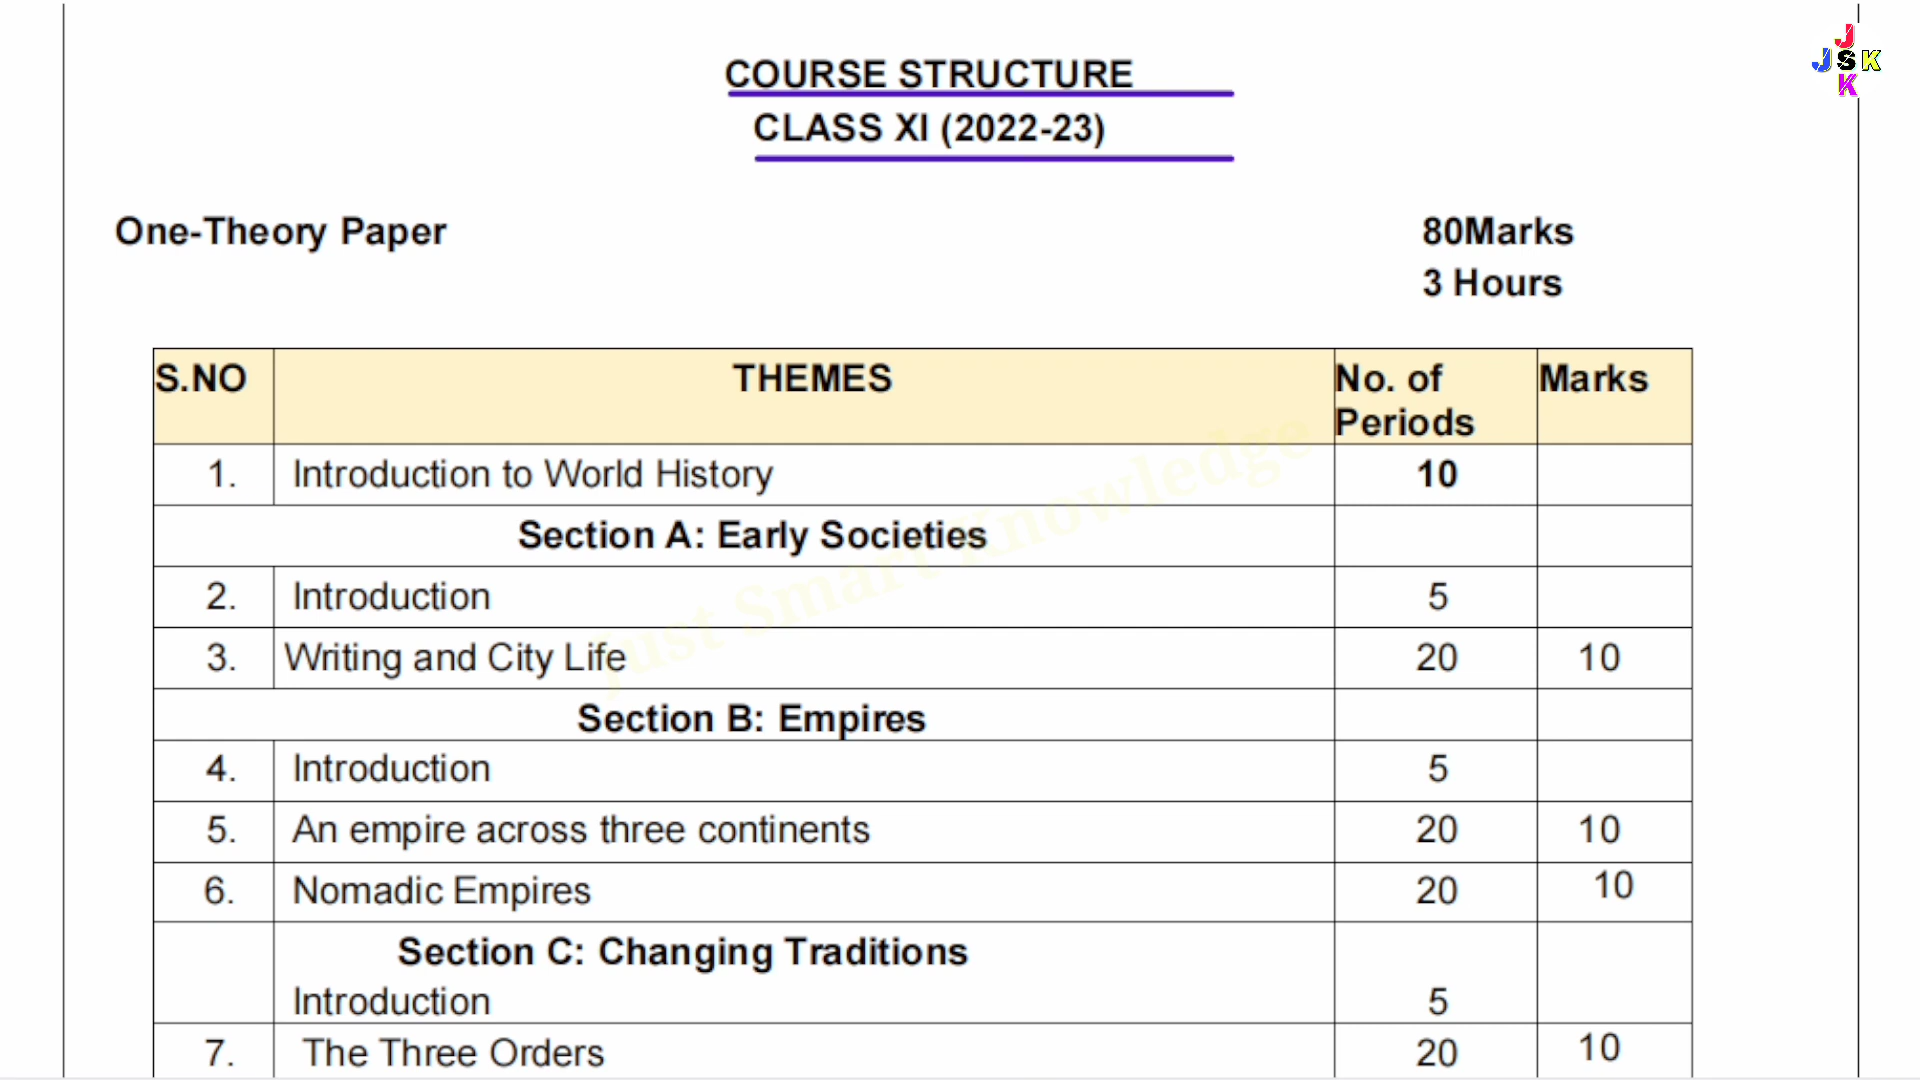 J
J S K
K
COURSE STRUCTURE
CLASS XI (2022-23)
One-Theory Paper 80Marks
3 Hours
S.NO THEMES No. of Periods Marks
1. Introduction to World History 10
Section A: Early Societies
2. Introduction 5
3. Writing and City Life 20 10
Section B: Empires
4. Introduction 5
5. An empire across three continents 20 10
6. Nomadic Empires 20 10
Section C: Changing Traditions
Introduction 5
7. The Three Orders 20 10
Just Smart Knowledge